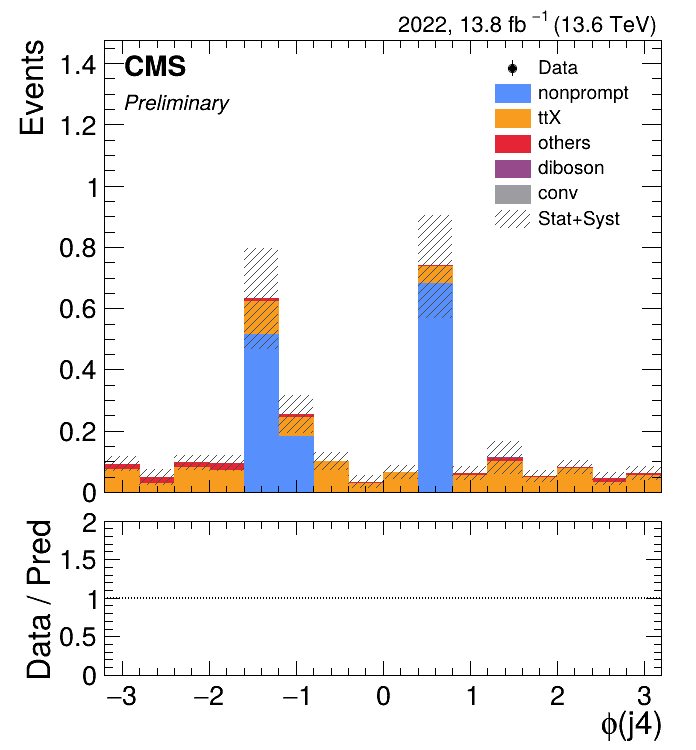 2022, 13.8 fb⁻¹ (13.6 TeV)
CMS
Preliminary
Events
1.4
1.2
1
0.8
0.6
0.4
0.2
0
Data
nonprompt
ttX
others
diboson
conv
Stat+Syst
Data / Pred
2
1.5
1
0.5
0
−3 −2 −1 0 1 2 3
ϕ(j4)